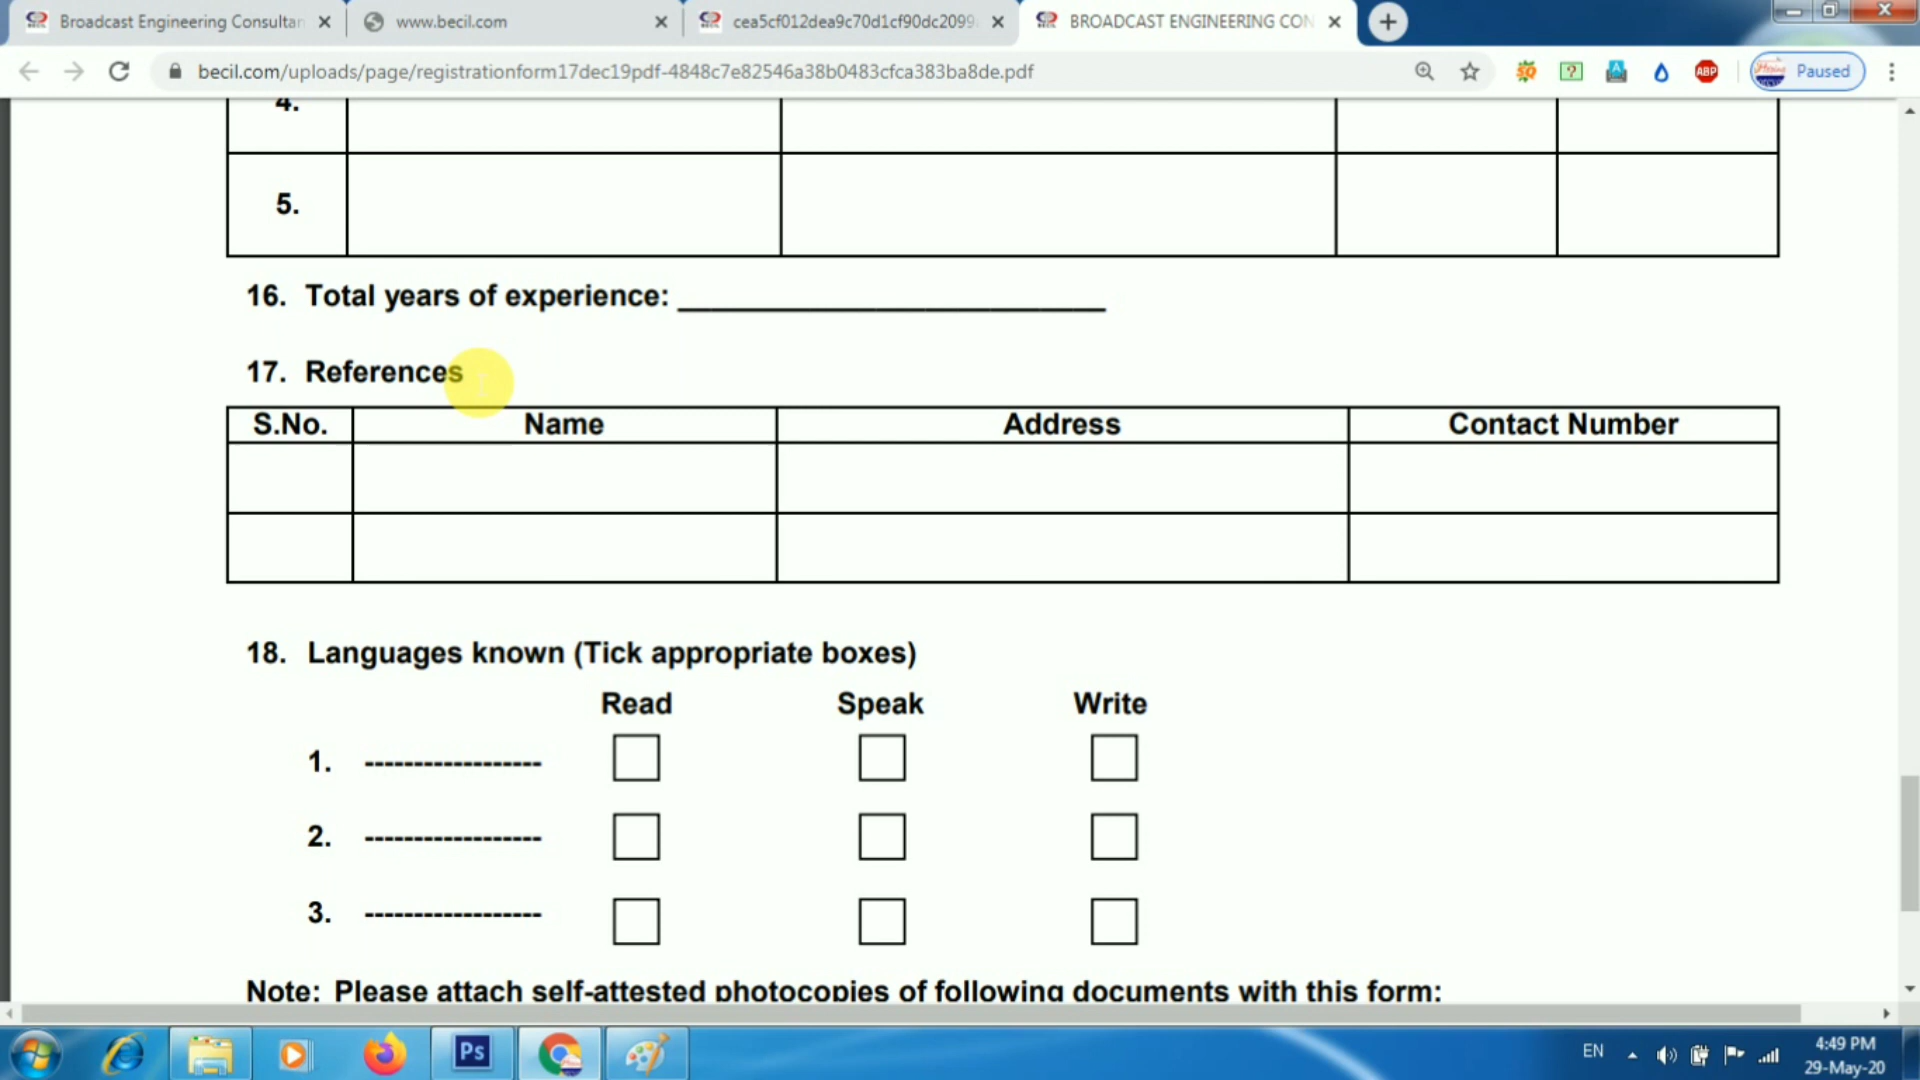 Broadcast Engineering Consultan
www.becil.com
cea5cf012dea9c70d1cf90dc2099
BROADCAST ENGINEERING CON
becil.com/uploads/page/registrationform17dec19pdf-4848c7e82546a38b0483cfca383ba8de.pdf
ABP
Paused
4.
5.
16. Total years of experience: ____________________________
17. References
S.No. Name Address Contact Number
18. Languages known (Tick appropriate boxes)
Read Speak Write
1. ------------------
2. ------------------
3. ------------------
Note: Please attach self-attested photocopies of following documents with this form:
Ps
EN
4:49 PM
29-May-20